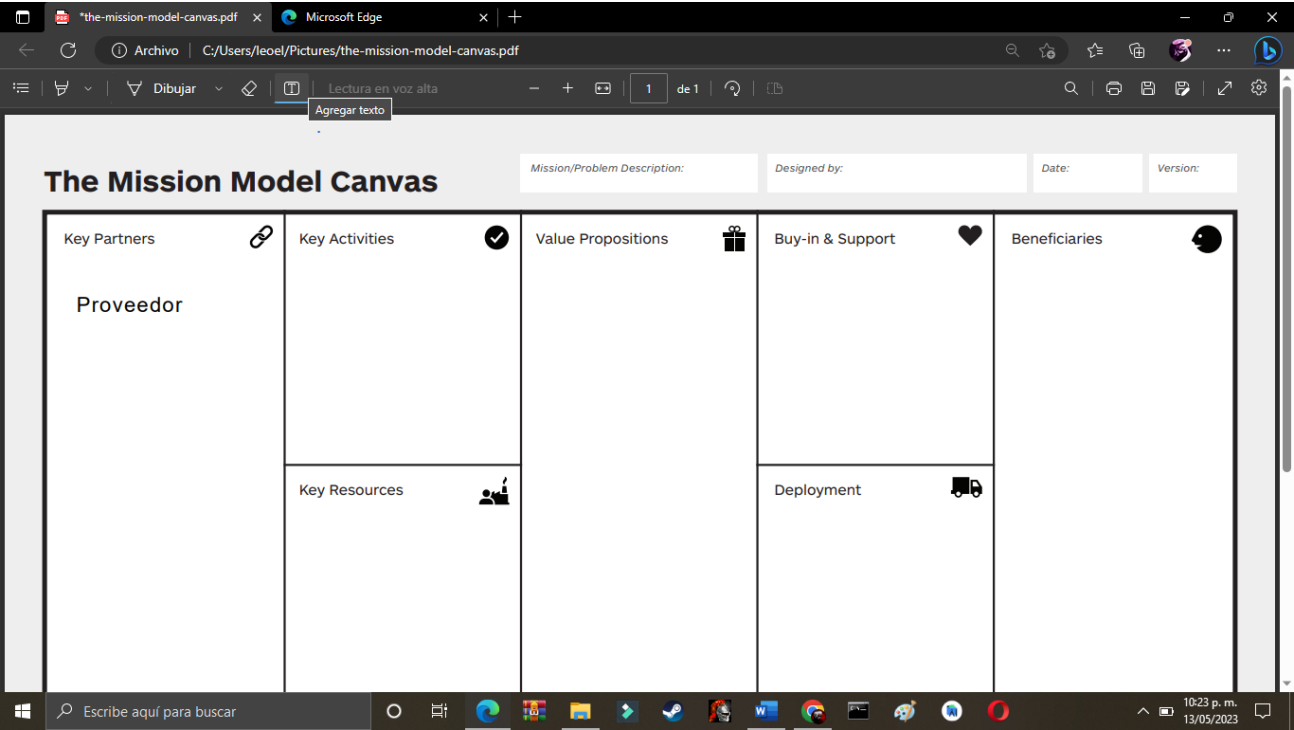 *the-mission-model-canvas.pdf
Microsoft Edge
Archivo | C:/Users/leoel/Pictures/the-mission-model-canvas.pdf
Dibujar
Lectura en voz alta
1 de 1
Agregar texto
The Mission Model Canvas
Mission/Problem Description:
Designed by:
Date:
Version:
Key Partners
Key Activities
Value Propositions
Buy-in & Support
Beneficiaries
Proveedor
Key Resources
Deployment
Escribe aquí para buscar
10:23 p. m.
13/05/2023